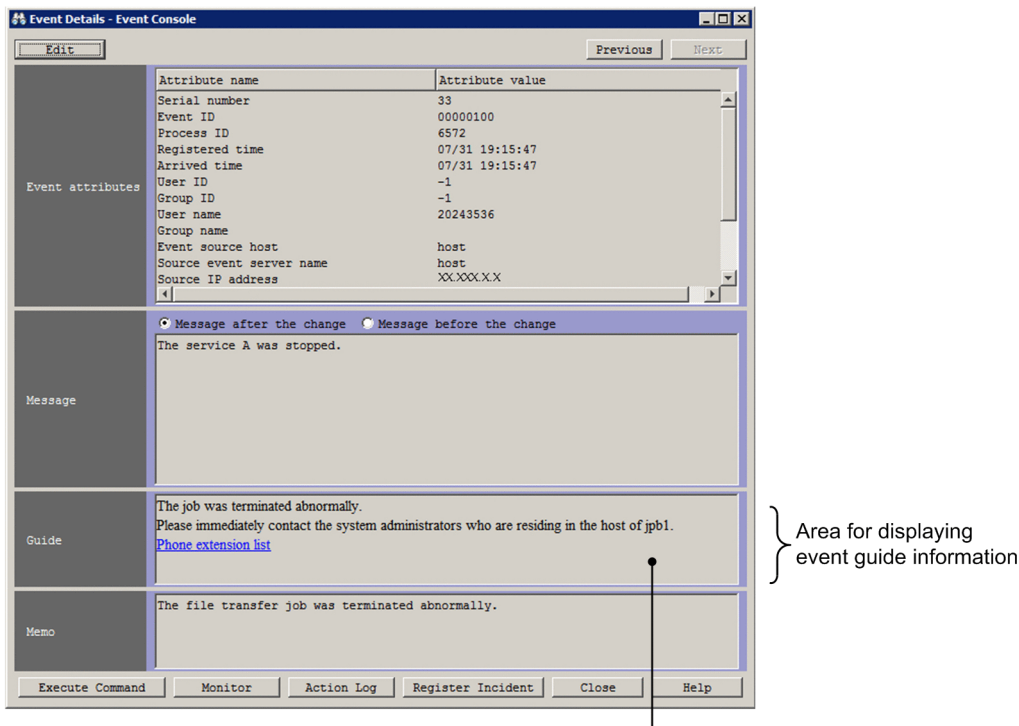 Event Details - Event Console
Edit Previous Next
Attribute name Attribute value
Serial number 33
Event ID 00000100
Process ID 6572
Registered time 07/31 19:15:47
Arrived time 07/31 19:15:47
Event attributes
User ID -1
Group ID -1
User name 20243536
Group name
Event source host host
Source event server name host
Source IP address XX.XXX.X.X
Message after the change Message before the change
The service A was stopped.
Message
The job was terminated abnormally.
Please immediately contact the system administrators who are residing in the host of jpb1.
Guide
Phone extension list
Area for displaying
event guide information
The file transfer job was terminated abnormally.
Memo
Execute Command Monitor Action Log Register Incident Close Help